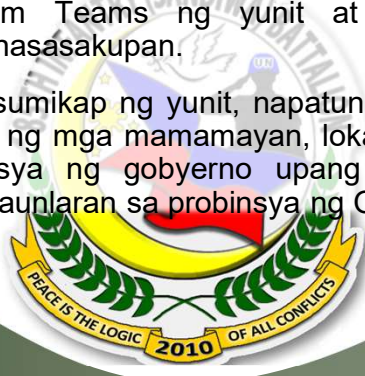 m Teams ng yunit at
nasasakupan.
sumikap ng yunit, napatun
ng mga mamamayan, loka
sya ng gobyerno upang
aunlaran sa probinsya ng
BATTALION
PEACE IS THE LOGIC OF ALL CONFLICTS
2010